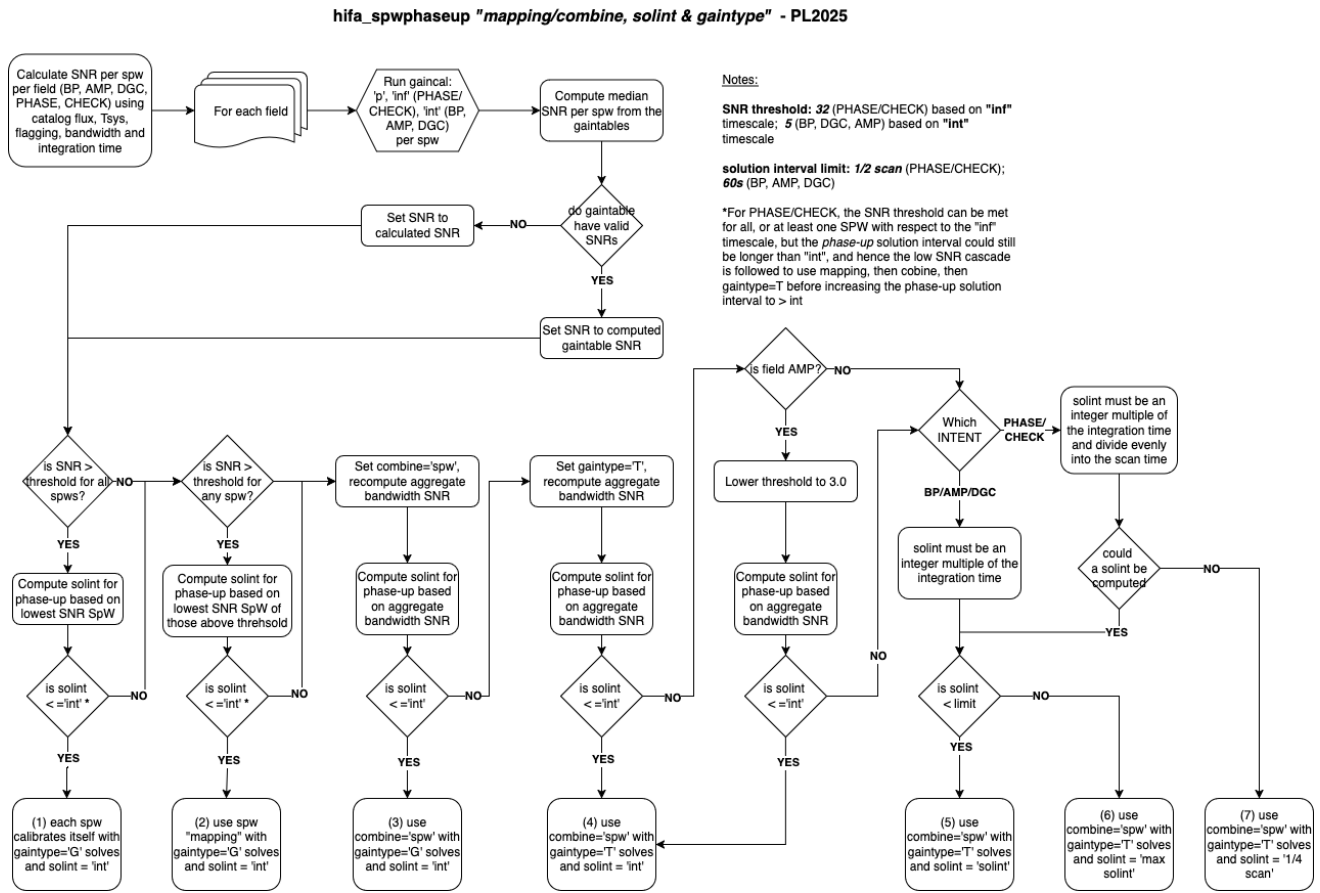 hifa_spwphaseup "mapping/combine, solint & gaintype" - PL2025
Calculate SNR per spw
per field (BP, AMP, DGC,
PHASE, CHECK) using
catalog flux, Tsys,
flagging, bandwidth and
integration time
For each field
Run gaincal:
'p', 'inf' (PHASE/
CHECK), 'int' (BP,
AMP, DGC)
per spw
Compute median
SNR per spw from the
gaintables
Notes:
SNR threshold: 32 (PHASE/CHECK) based on "inf"
timescale; 5 (BP, DGC, AMP) based on "int"
timescale
solution interval limit: 1/2 scan (PHASE/CHECK);
60s (BP, AMP, DGC)
*For PHASE/CHECK, the SNR threshold can be met
for all, or at least one SPW with respect to the "inf"
timescale, but the phase-up solution interval could still
be longer than "int", and hence the low SNR cascade
is followed to use mapping, then cobine, then
gaintype=T before increasing the phase-up solution
interval to > int
do gaintable
have valid
SNRs
NO
Set SNR to
calculated SNR
YES
Set SNR to computed
gaintable SNR
is SNR >
threshold for all
spws?
NO
YES
Compute solint for
phase-up based on
lowest SNR SpW
is solint
< ='int' *
NO
YES
(1) each spw
calibrates itself with
gaintype='G' solves
and solint = 'int'
is SNR >
threshold for
any spw?
YES
Compute solint for
phase-up based on
lowest SNR SpW of
those above threhsold
is solint
< ='int' *
NO
YES
(2) use spw
"mapping" with
gaintype='G' solves
and solint = 'int'
Set combine='spw',
recompute aggregate
bandwidth SNR
Compute solint for
phase-up based
on aggregate
bandwidth SNR
is solint
< ='int'
NO
YES
(3) use
combine='spw' with
gaintype='G' solves
and solint = 'int'
Set gaintype='T',
recompute aggregate
bandwidth SNR
Compute solint for
phase-up based
on aggregate
bandwidth SNR
is solint
< ='int'
NO
YES
(4) use
combine='spw' with
gaintype='T' solves
and solint = 'int'
is field AMP?
NO
YES
Lower threshold to 3.0
Compute solint for
phase-up based
on aggregate
bandwidth SNR
is solint
< ='int'
NO
YES
Which
INTENT
PHASE/
CHECK
BP/AMP/DGC
solint must be an
integer multiple of the
integration time
is solint
< limit
NO
YES
(5) use
combine='spw' with
gaintype='T' solves
and solint = 'solint'
solint must be an
integer multiple of
the integration time
and divide evenly
into the scan time
could
a solint be
computed
NO
YES
(6) use
combine='spw' with
gaintype='T' solves
and solint = 'max
solint'
(7) use
combine='spw' with
gaintype='T' solves
and solint = '1/4
scan'